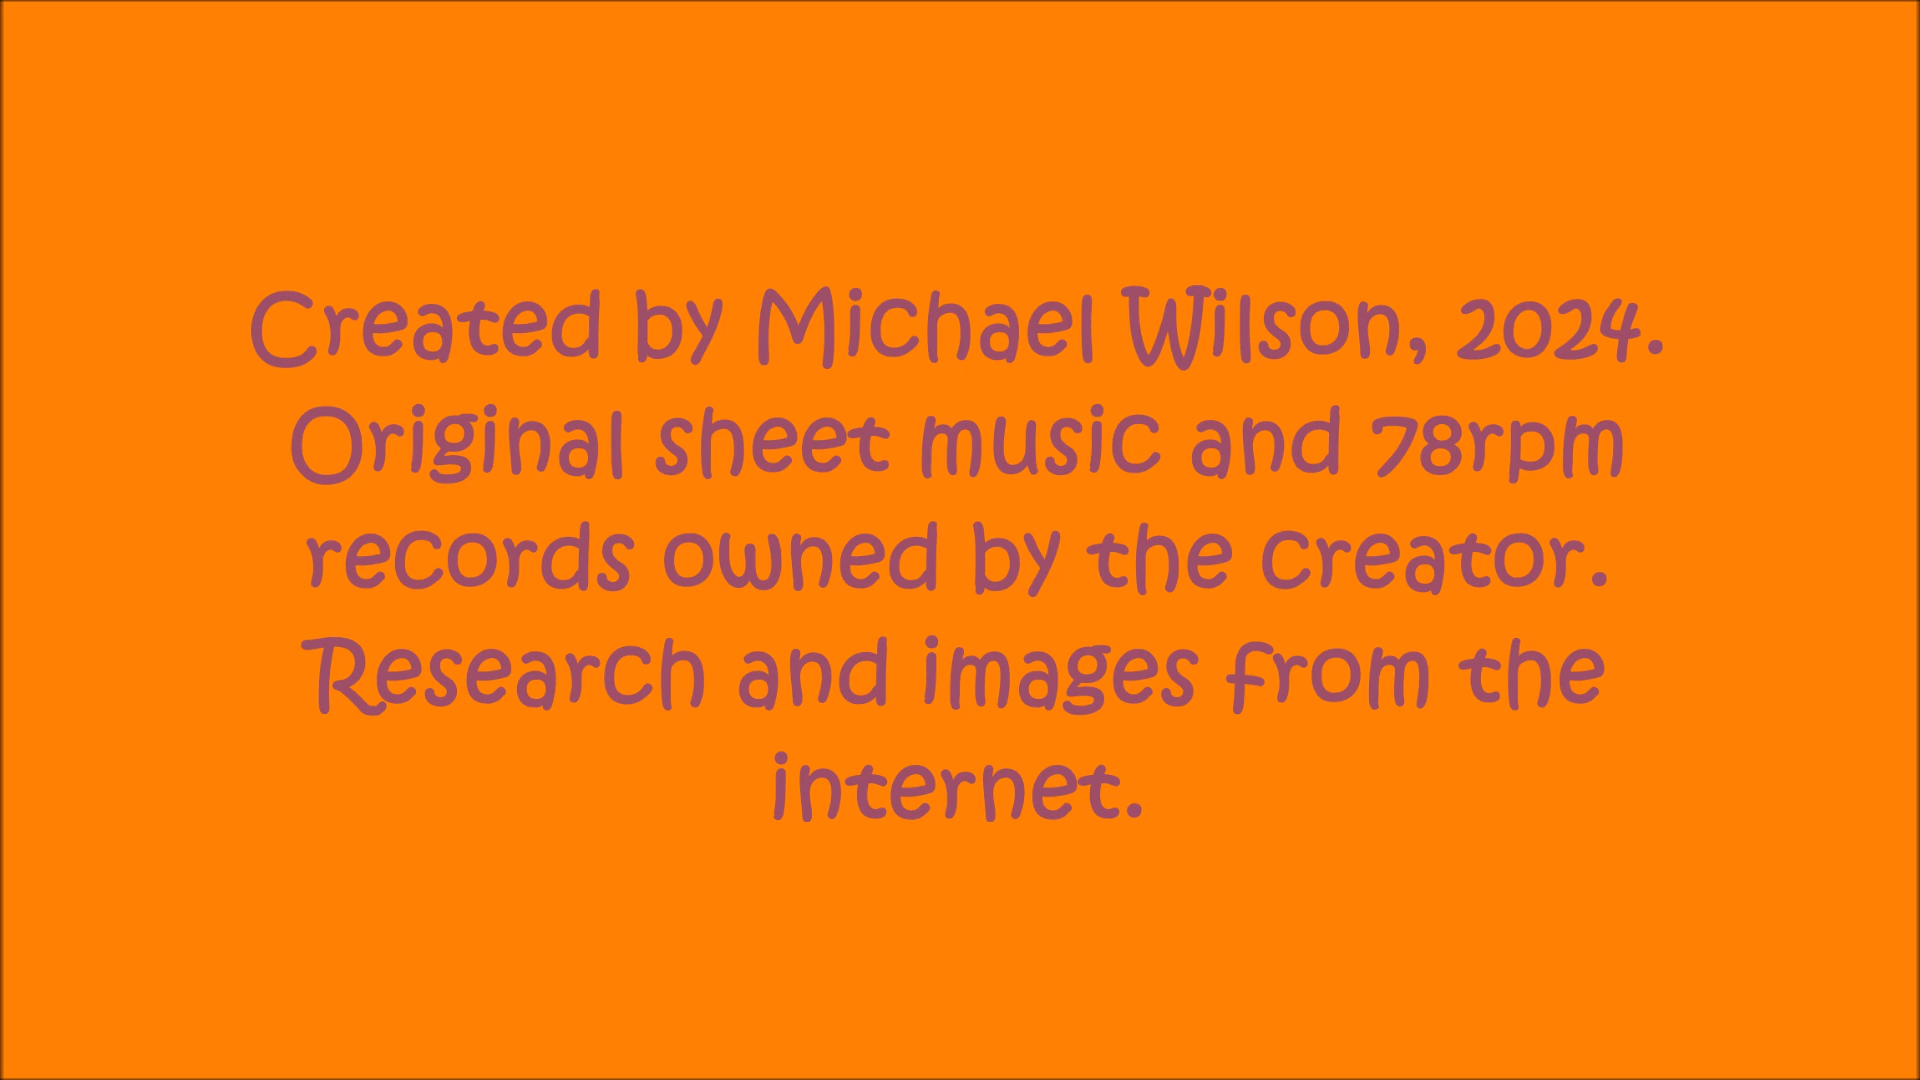 Created by Michael Wilson, 2024.
Original sheet music and 78rpm
records owned by the creator.
Research and images from the
internet.